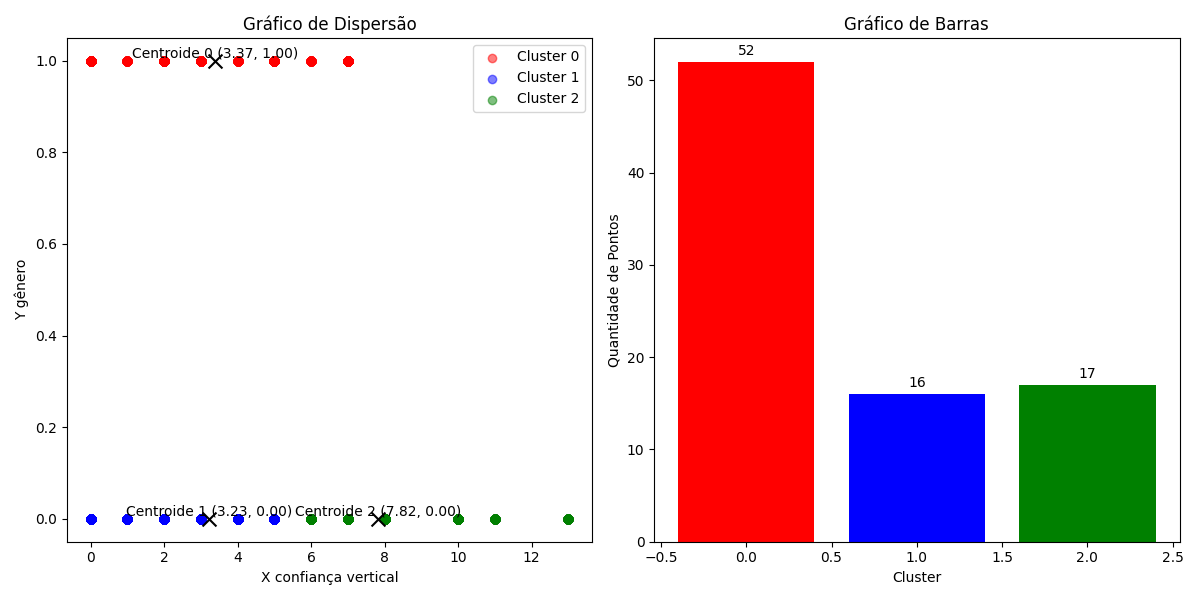 Gráfico de Dispersão
Centroide 0 (3.37, 1.00)
Cluster 0
Cluster 1
Cluster 2
1.0
0.8
0.6
0.4
0.2
0.0
Y gênero
Centroide 1 (3.23, 0.00)
Centroide 2 (7.82, 0.00)
0 2 4 6 8 10 12
X confiança vertical
Gráfico de Barras
52
16
17
50
40
30
20
10
0
Quantidade de Pontos
−0.5 0.0 0.5 1.0 1.5 2.0 2.5
Cluster